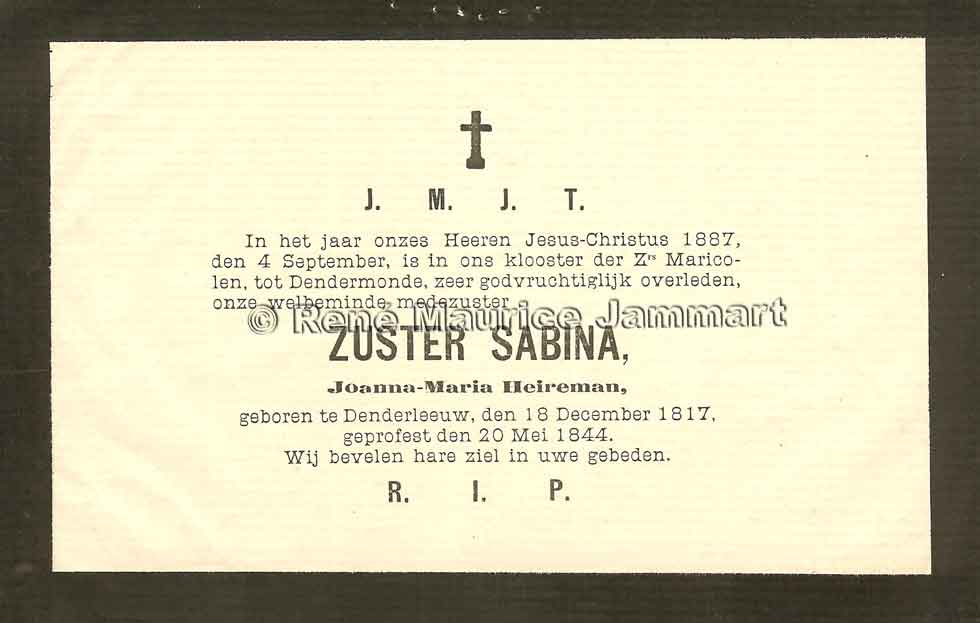 J. M. J. T.
In het jaar onzes Heeren Jesus-Christus 1887,
den 4 September, is in ons klooster der Zrs Marico-
len, tot Dendermonde, zeer godvruchtiglijk overleden,
onze welbeminde medezuster
© René Maurice Jammart
ZUSTER SABINA,
Joanna-Maria Heireman,
geboren te Denderleeuw, den 18 December 1817,
geprofest den 20 Mei 1844.
Wij bevelen hare ziel in uwe gebeden.
R. I. P.